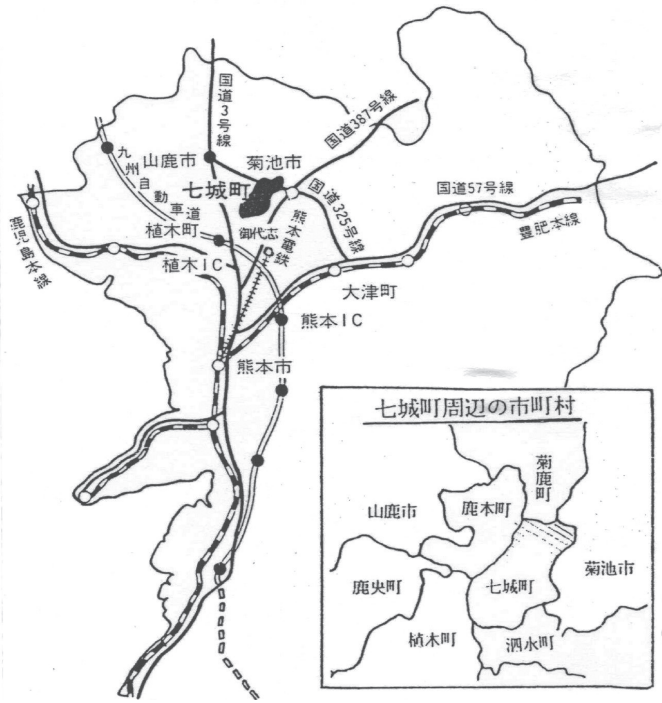 国道3号線
国道387号線
九州自動車道
山鹿市
菊池市
七城町
国道325号線
国道57号線
豊肥本線
鹿児島本線
植木町
御代志
熊本電鉄
植木IC
大津町
熊本IC
熊本市
七城町周辺の市町村
菊鹿町
山鹿市
鹿本町
鹿央町
七城町
菊池市
植木町
泗水町